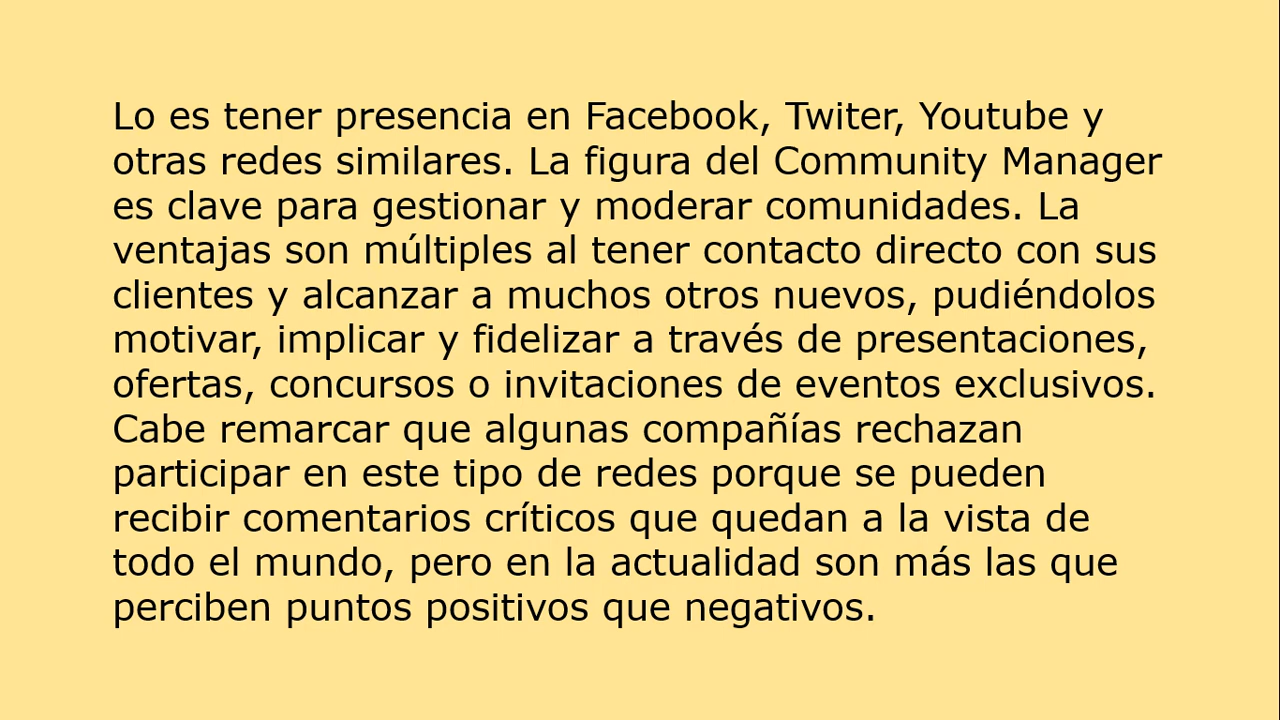 Lo es tener presencia en Facebook, Twiter, Youtube y
otras redes similares. La figura del Community Manager
es clave para gestionar y moderar comunidades. La
ventajas son múltiples al tener contacto directo con sus
clientes y alcanzar a muchos otros nuevos, pudiéndolos
motivar, implicar y fidelizar a través de presentaciones,
ofertas, concursos o invitaciones de eventos exclusivos.
Cabe remarcar que algunas compañías rechazan
participar en este tipo de redes porque se pueden
recibir comentarios críticos que quedan a la vista de
todo el mundo, pero en la actualidad son más las que
perciben puntos positivos que negativos.